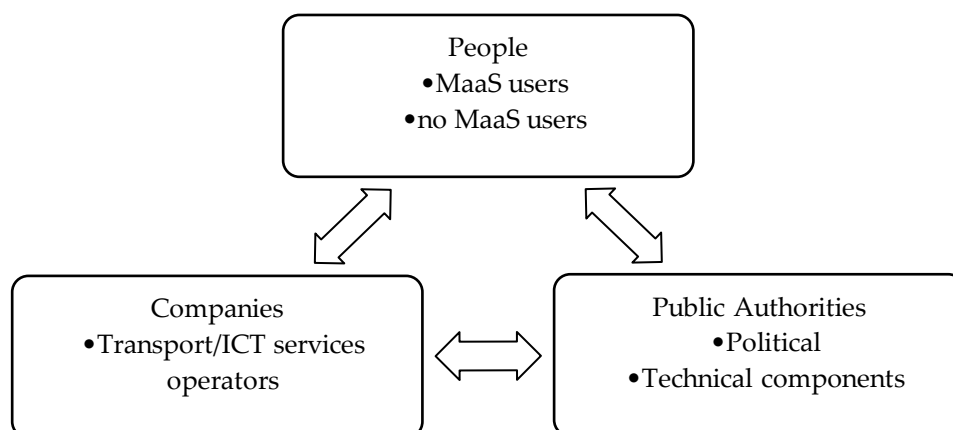 People
•MaaS users
•no MaaS users
Companies
•Transport/ICT services
operators
Public Authorities
•Political
•Technical components